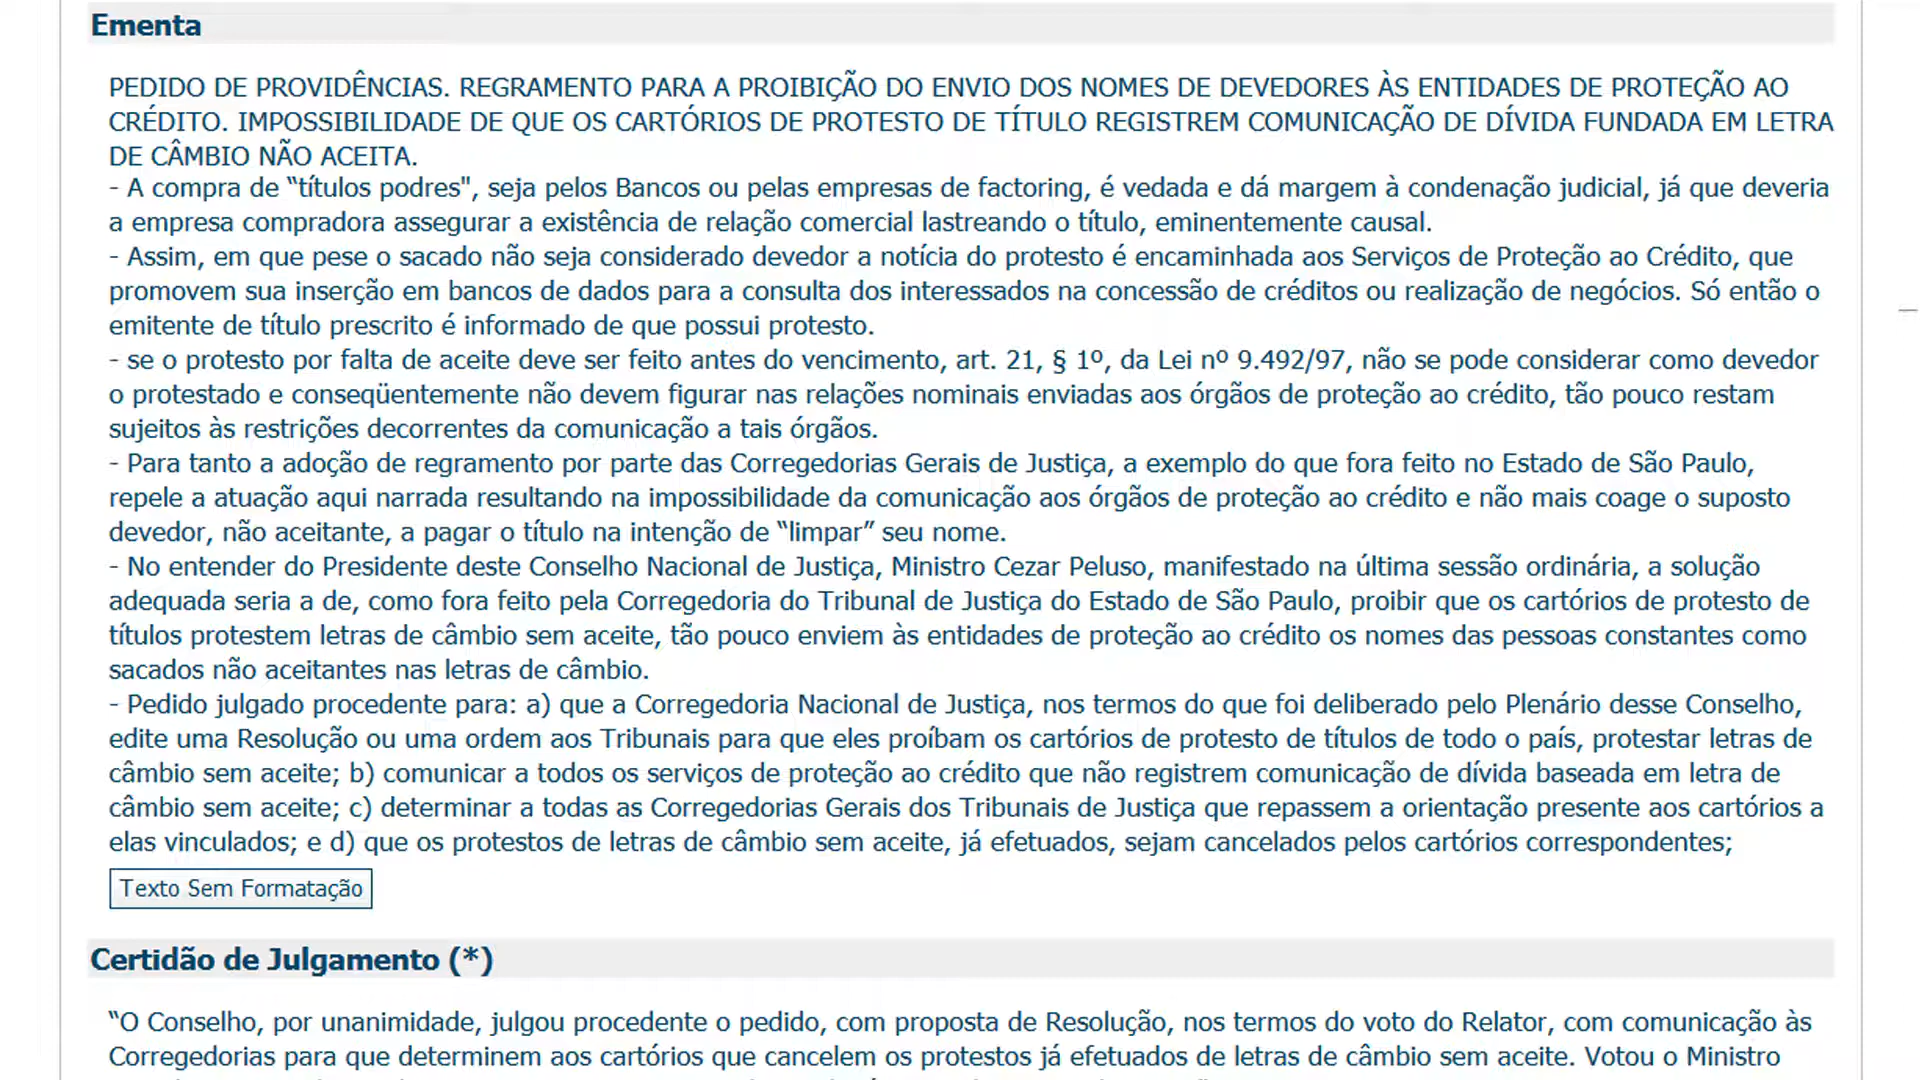 Ementa
PEDIDO DE PROVIDÊNCIAS. REGRAMENTO PARA A PROIBIÇÃO DO ENVIO DOS NOMES DE DEVEDORES ÀS ENTIDADES DE PROTEÇÃO AO
CRÉDITO. IMPOSSIBILIDADE DE QUE OS CARTÓRIOS DE PROTESTO DE TÍTULO REGISTREM COMUNICAÇÃO DE DÍVIDA FUNDADA EM LETRA
DE CÂMBIO NÃO ACEITA.
- A compra de “títulos podres", seja pelos Bancos ou pelas empresas de factoring, é vedada e dá margem à condenação judicial, já que deveria
a empresa compradora assegurar a existência de relação comercial lastreando o título, eminentemente causal.
- Assim, em que pese o sacado não seja considerado devedor a notícia do protesto é encaminhada aos Serviços de Proteção ao Crédito, que
promovem sua inserção em bancos de dados para a consulta dos interessados na concessão de créditos ou realização de negócios. Só então o
emitente de título prescrito é informado de que possui protesto.
- se o protesto por falta de aceite deve ser feito antes do vencimento, art. 21, § 1º, da Lei nº 9.492/97, não se pode considerar como devedor
o protestado e conseqüentemente não devem figurar nas relações nominais enviadas aos órgãos de proteção ao crédito, tão pouco restam
sujeitos às restrições decorrentes da comunicação a tais órgãos.
- Para tanto a adoção de regramento por parte das Corregedorias Gerais de Justiça, a exemplo do que fora feito no Estado de São Paulo,
repele a atuação aqui narrada resultando na impossibilidade da comunicação aos órgãos de proteção ao crédito e não mais coage o suposto
devedor, não aceitante, a pagar o título na intenção de “limpar” seu nome.
- No entender do Presidente deste Conselho Nacional de Justiça, Ministro Cezar Peluso, manifestado na última sessão ordinária, a solução
adequada seria a de, como fora feito pela Corregedoria do Tribunal de Justiça do Estado de São Paulo, proibir que os cartórios de protesto de
títulos protestem letras de câmbio sem aceite, tão pouco enviem às entidades de proteção ao crédito os nomes das pessoas constantes como
sacados não aceitantes nas letras de câmbio.
- Pedido julgado procedente para: a) que a Corregedoria Nacional de Justiça, nos termos do que foi deliberado pelo Plenário desse Conselho,
edite uma Resolução ou uma ordem aos Tribunais para que eles proíbam os cartórios de protesto de títulos de todo o país, protestar letras de
câmbio sem aceite; b) comunicar a todos os serviços de proteção ao crédito que não registrem comunicação de dívida baseada em letra de
câmbio sem aceite; c) determinar a todas as Corregedorias Gerais dos Tribunais de Justiça que repassem a orientação presente aos cartórios a
elas vinculados; e d) que os protestos de letras de câmbio sem aceite, já efetuados, sejam cancelados pelos cartórios correspondentes;
Texto Sem Formatação
Certidão de Julgamento (*)
“O Conselho, por unanimidade, julgou procedente o pedido, com proposta de Resolução, nos termos do voto do Relator, com comunicação às
Corregedorias para que determinem aos cartórios que cancelem os protestos já efetuados de letras de câmbio sem aceite. Votou o Ministro